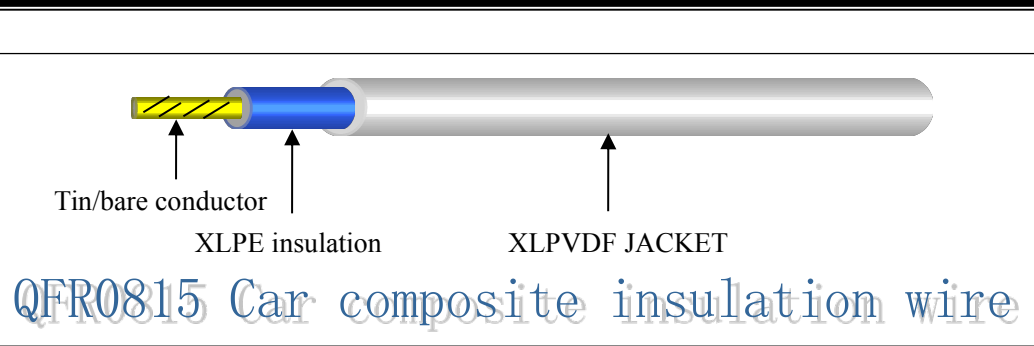 Tin/bare conductor
XLPE insulation
XLPVDF JACKET
QFR0815 Car composite insulation wire